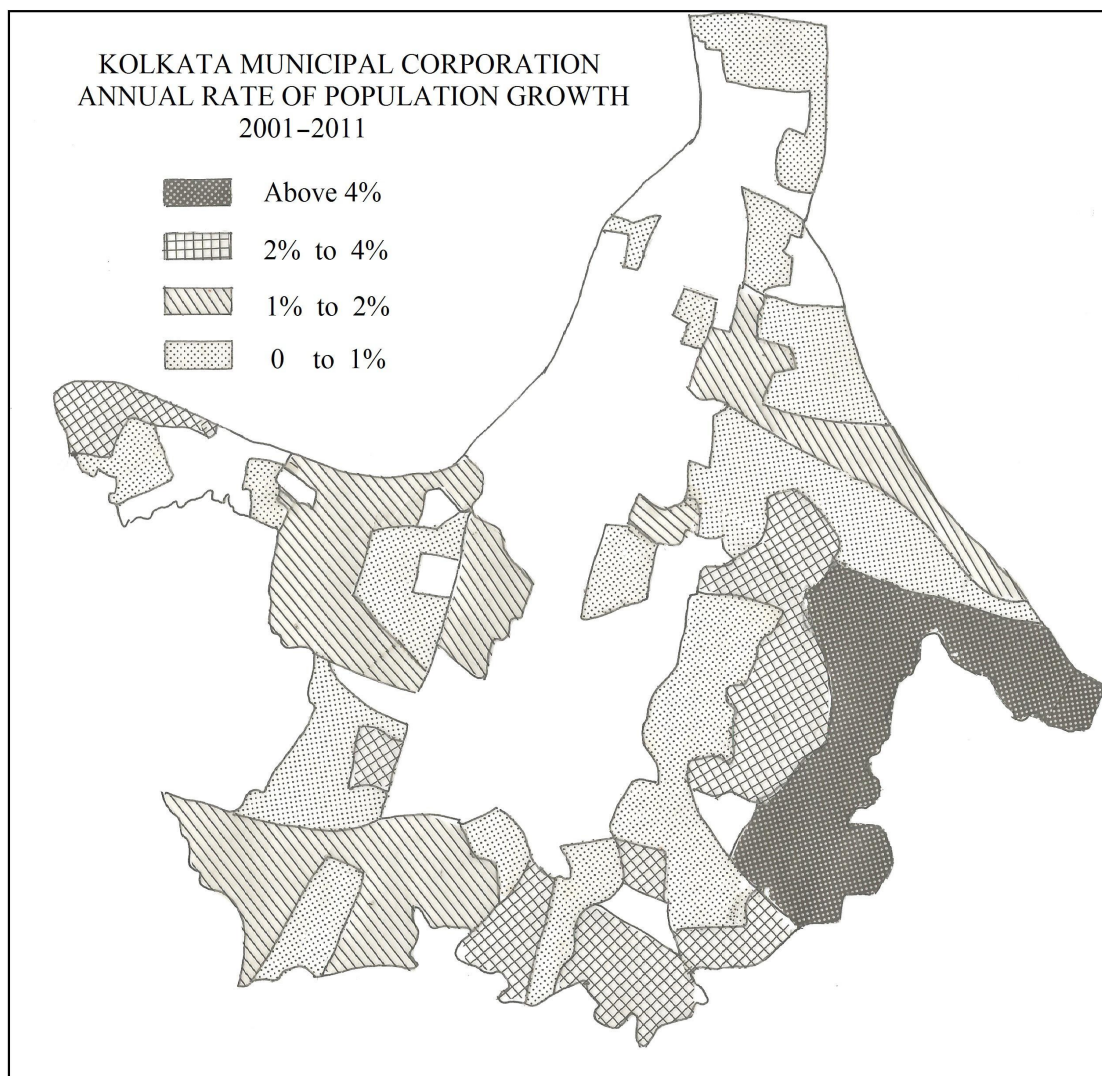 KOLKATA MUNICIPAL CORPORATION
ANNUAL RATE OF POPULATION GROWTH
2001–2011
Above 4%
2% to 4%
1% to 2%
0 to 1%